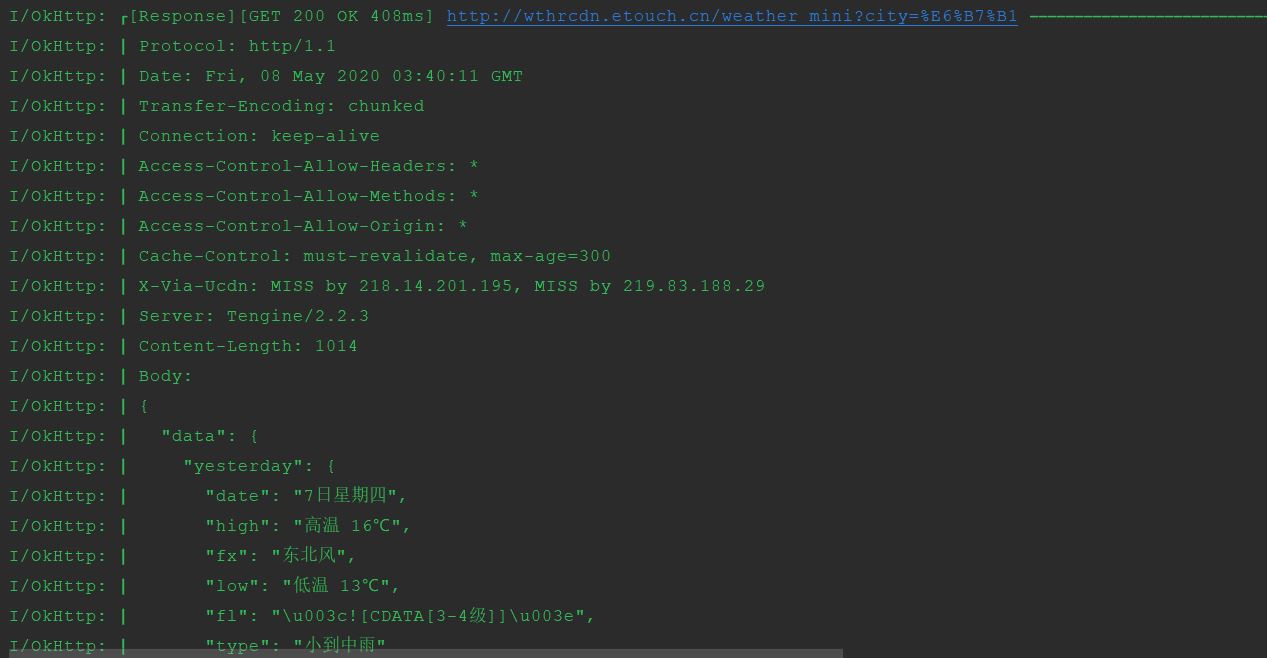 I/OkHttp: ┏[Response][GET 200 OK 408ms] http://wthrcdn.etouch.cn/weather_mini?city=%E6%B7%B1
I/OkHttp: | Protocol: http/1.1
I/OkHttp: | Date: Fri, 08 May 2020 03:40:11 GMT
I/OkHttp: | Transfer-Encoding: chunked
I/OkHttp: | Connection: keep-alive
I/OkHttp: | Access-Control-Allow-Headers: *
I/OkHttp: | Access-Control-Allow-Methods: *
I/OkHttp: | Access-Control-Allow-Origin: *
I/OkHttp: | Cache-Control: must-revalidate, max-age=300
I/OkHttp: | X-Via-Ucdn: MISS by 218.14.201.195, MISS by 219.83.188.29
I/OkHttp: | Server: Tengine/2.2.3
I/OkHttp: | Content-Length: 1014
I/OkHttp: | Body:
I/OkHttp: | {
I/OkHttp: |   "data": {
I/OkHttp: |     "yesterday": {
I/OkHttp: |       "date": "7日星期四",
I/OkHttp: |       "high": "高温 16℃",
I/OkHttp: |       "fx": "东北风",
I/OkHttp: |       "low": "低温 13℃",
I/OkHttp: |       "fl": "\u003c![CDATA[3-4级]]\u003e",
I/OkHttp: |       "type": "小到中雨"